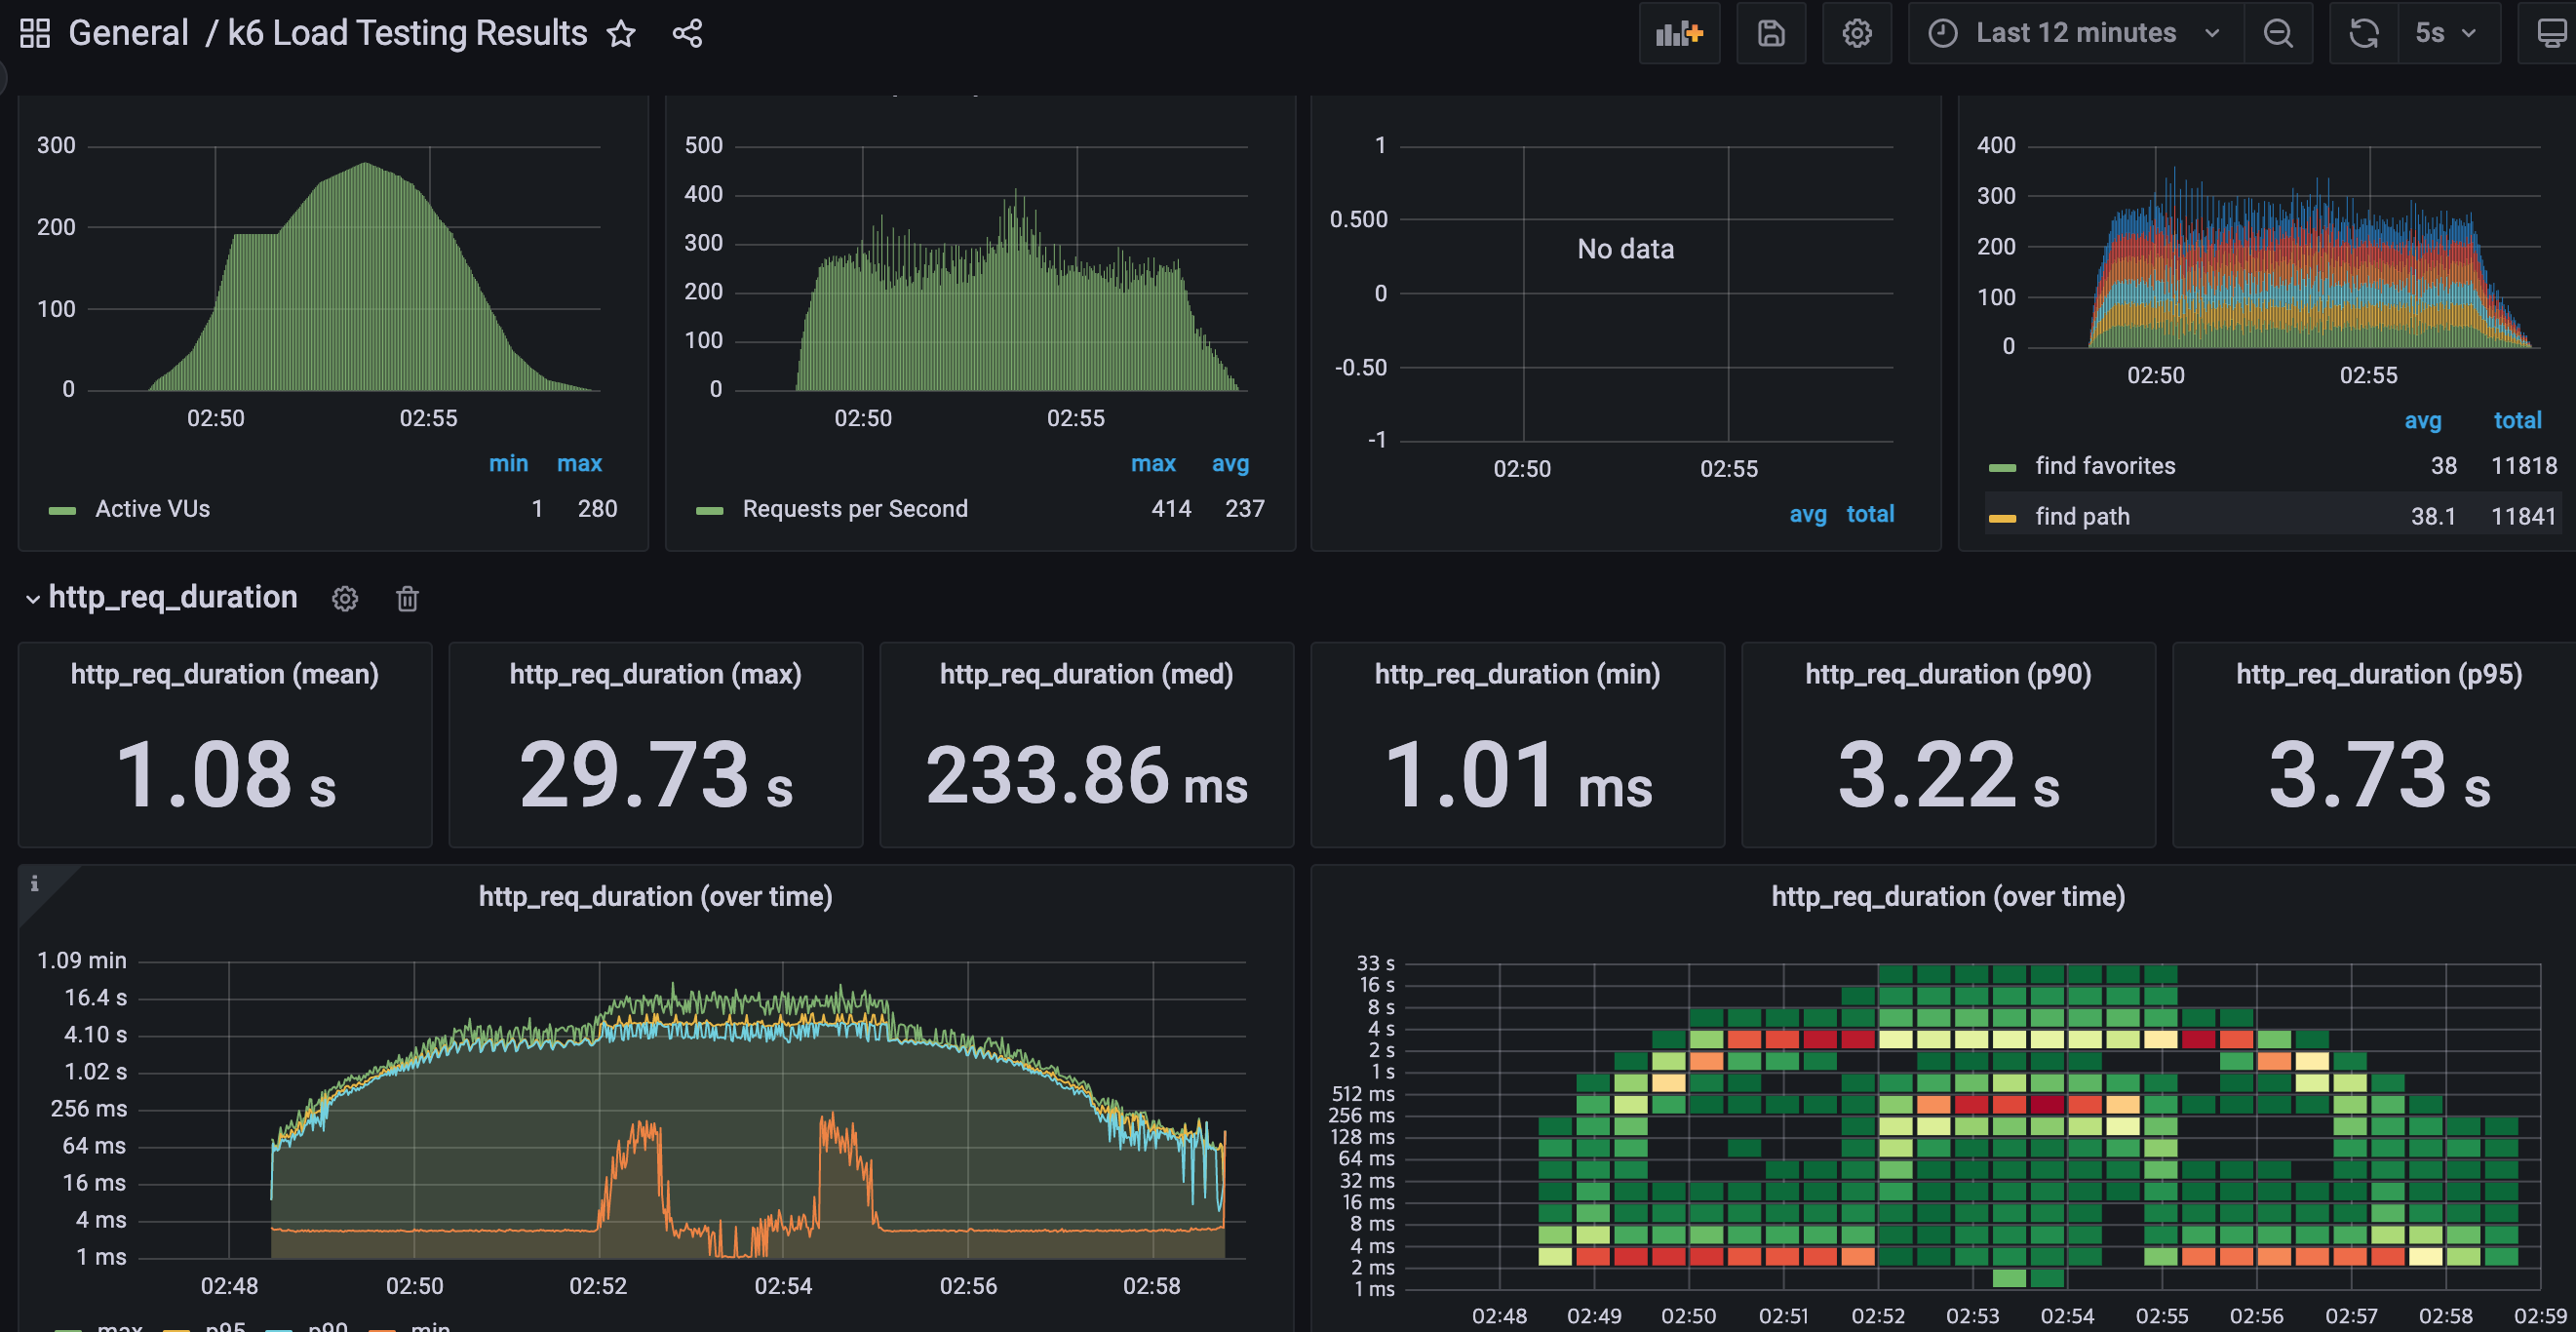 General / k6 Load Testing Results
Last 12 minutes
5s
300
200
100
0
02:50 02:55
min max
Active VUs 1 280
500
400
300
200
100
0
02:50 02:55
max avg
Requests per Second 414 237
1
0.500
0
-0.50
-1
No data
02:50 02:55
avg total
400
300
200
100
0
02:50 02:55
avg total
find favorites 38 11818
find path 38.1 11841
http_req_duration
http_req_duration (mean)
1.08 s
http_req_duration (max)
29.73 s
http_req_duration (med)
233.86 ms
http_req_duration (min)
1.01 ms
http_req_duration (p90)
3.22 s
http_req_duration (p95)
3.73 s
i
http_req_duration (over time)
1.09 min
16.4 s
4.10 s
1.02 s
256 ms
64 ms
16 ms
4 ms
1 ms
02:48 02:50 02:52 02:54 02:56 02:58
max p95 p90 min
http_req_duration (over time)
33 s
16 s
8 s
4 s
2 s
1 s
512 ms
256 ms
128 ms
64 ms
32 ms
16 ms
8 ms
4 ms
2 ms
1 ms
02:48 02:49 02:50 02:51 02:52 02:53 02:54 02:55 02:56 02:57 02:58 02:59